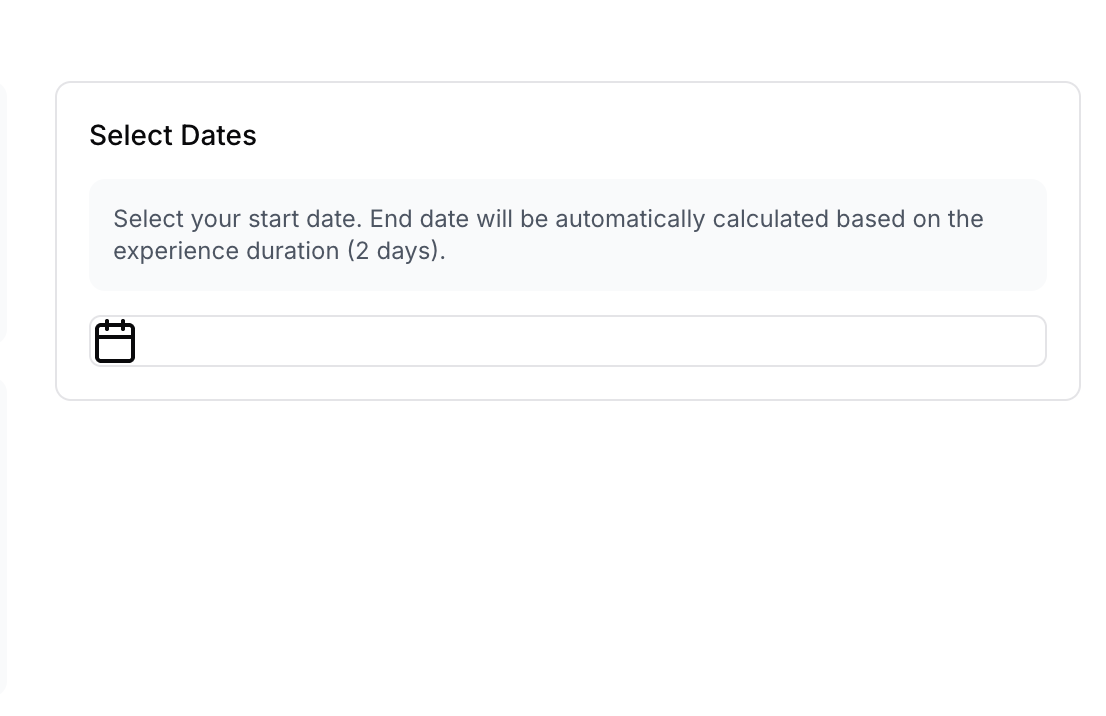 Select Dates
Select your start date. End date will be automatically calculated based on the
experience duration (2 days).